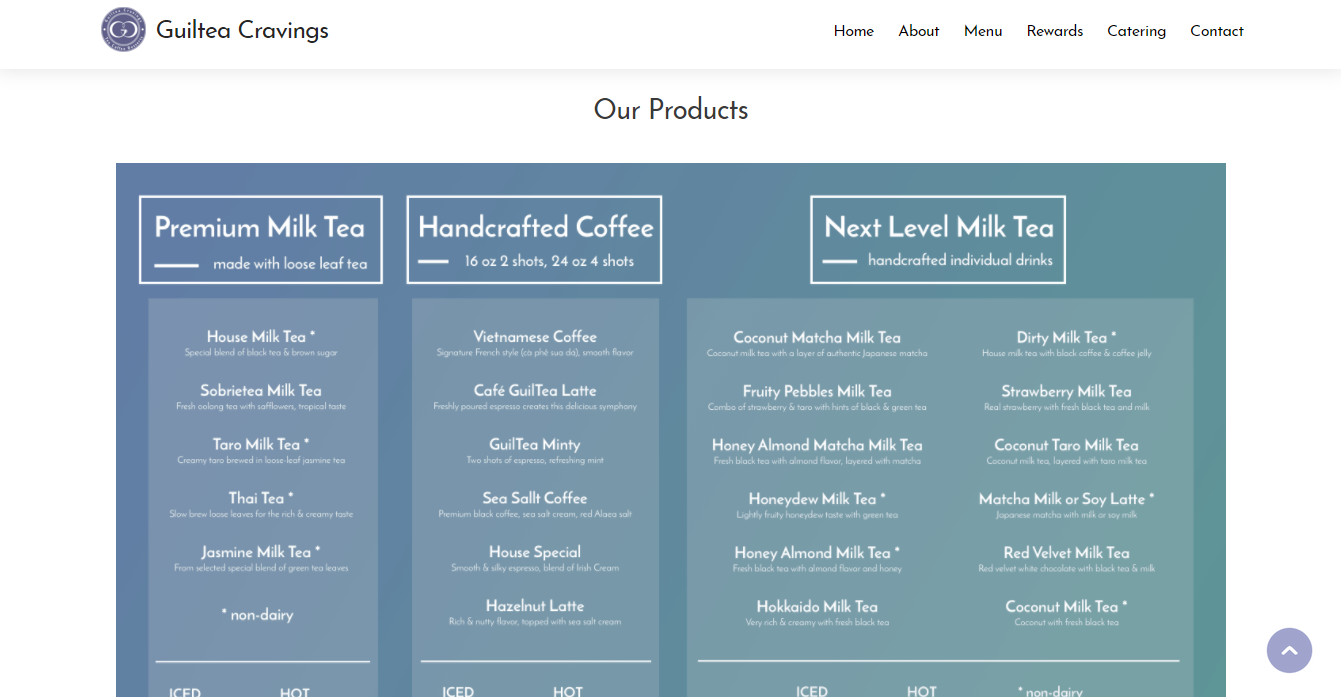 Guiltea Cravings
Home About Menu Rewards Catering Contact
Our Products
Premium Milk Tea
made with loose leaf tea
House Milk Tea *
Special blend of black tea & brown sugar
Sobrietea Milk Tea
Fresh oolong tea with safflowers, tropical taste
Taro Milk Tea *
Creamy taro brewed in loose-leaf jasmine tea
Thai Tea *
Slow brew loose leaves for the rich & creamy taste
Jasmine Milk Tea *
From selected special blend of green tea leaves
* non-dairy
ICED HOT
Handcrafted Coffee
16 oz 2 shots, 24 oz 4 shots
Vietnamese Coffee
Signature French style (cà phê sua dá), smooth flavor
Café GuilTea Latte
Freshly poured espresso creates this delicious symphony
GuilTea Minty
Two shots of espresso, refreshing mint
Sea Sallt Coffee
Premium black coffee, sea salt cream, red Alaea salt
House Special
Smooth & silky espresso, blend of Irish Cream
Hazelnut Latte
Rich & nutty flavor, topped with sea salt cream
ICED HOT
Next Level Milk Tea
handcrafted individual drinks
Coconut Matcha Milk Tea
Coconut milk tea with a layer of authentic Japanese matcha
Fruity Pebbles Milk Tea
Combo of strawberry & taro with hints of black & green tea
Honey Almond Matcha Milk Tea
Fresh black tea with almond flavor, layered with matcha
Honeydew Milk Tea *
Lightly fruity honeydew taste with green tea
Honey Almond Milk Tea *
Fresh black tea with almond flavor and honey
Hokkaido Milk Tea
Very rich & creamy with fresh black tea
Dirty Milk Tea *
House milk tea with black coffee & coffee jelly
Strawberry Milk Tea
Real strawberry with fresh black tea and milk
Coconut Taro Milk Tea
Coconut milk tea, layered with taro milk tea
Matcha Milk or Soy Latte *
Japanese matcha with milk or soy milk
Red Velvet Milk Tea
Red velvet white chocolate with black tea & milk
Coconut Milk Tea *
Coconut with fresh black tea
ICED HOT * non-dairy